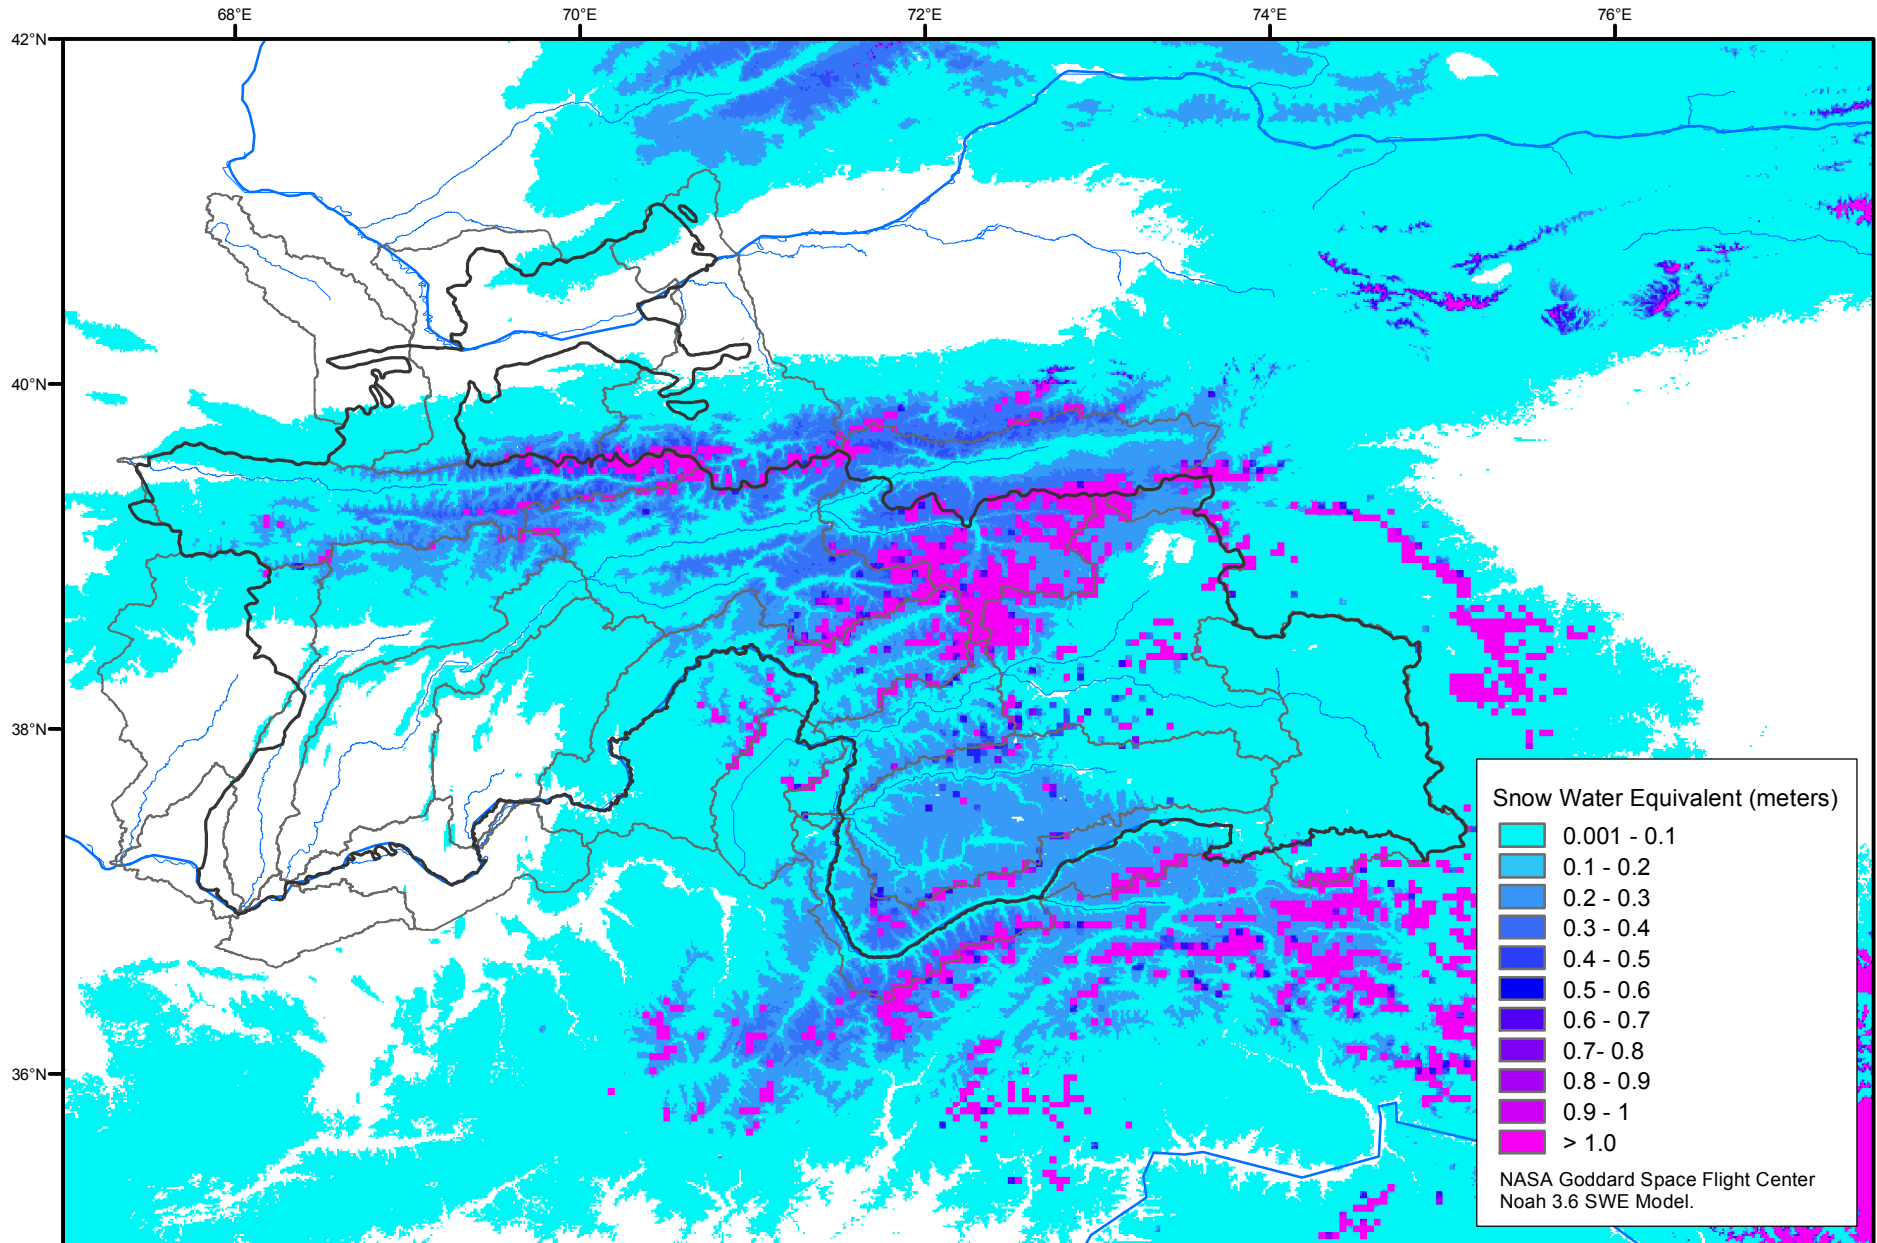 68°E
70°E
72°E
74°E
76°E
42°N
40°N
38°N
36°N
Snow Water Equivalent (meters)
0.001 - 0.1
0.1 - 0.2
0.2 - 0.3
0.3 - 0.4
0.4 - 0.5
0.5 - 0.6
0.6 - 0.7
0.7- 0.8
0.8 - 0.9
0.9 - 1
> 1.0
NASA Goddard Space Flight Center
Noah 3.6 SWE Model.